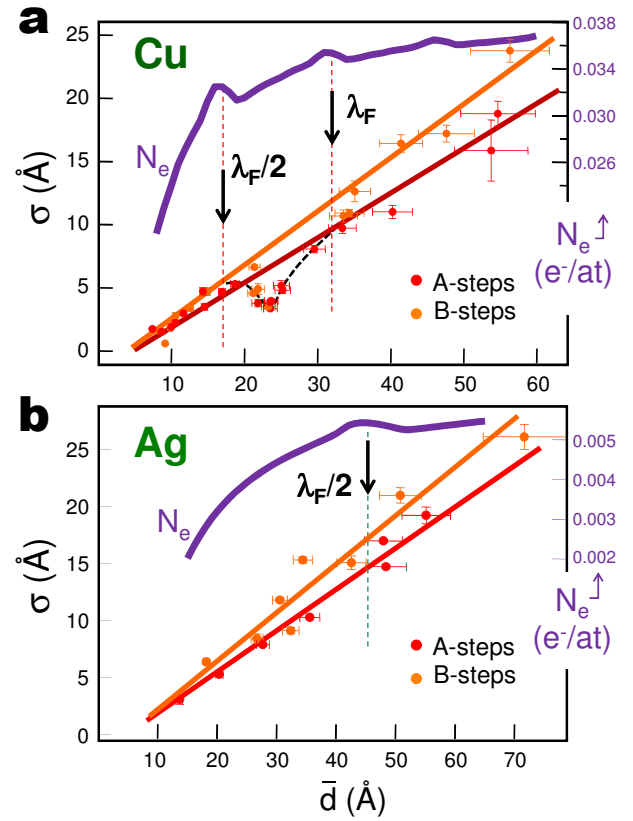 a
Cu
25
20
15
10
5
0
σ (Å)
Nₑ
λF/2
λF
0.038
0.036
0.030
0.026
Nₑ
(e⁻/at)
A-steps
B-steps
10 20 30 40 50 60
b
Ag
25
20
15
10
5
0
σ (Å)
Nₑ
λF/2
0.005
0.004
0.003
0.002
Nₑ
(e⁻/at)
A-steps
B-steps
10 20 30 40 50 60 70
d̄ (Å)